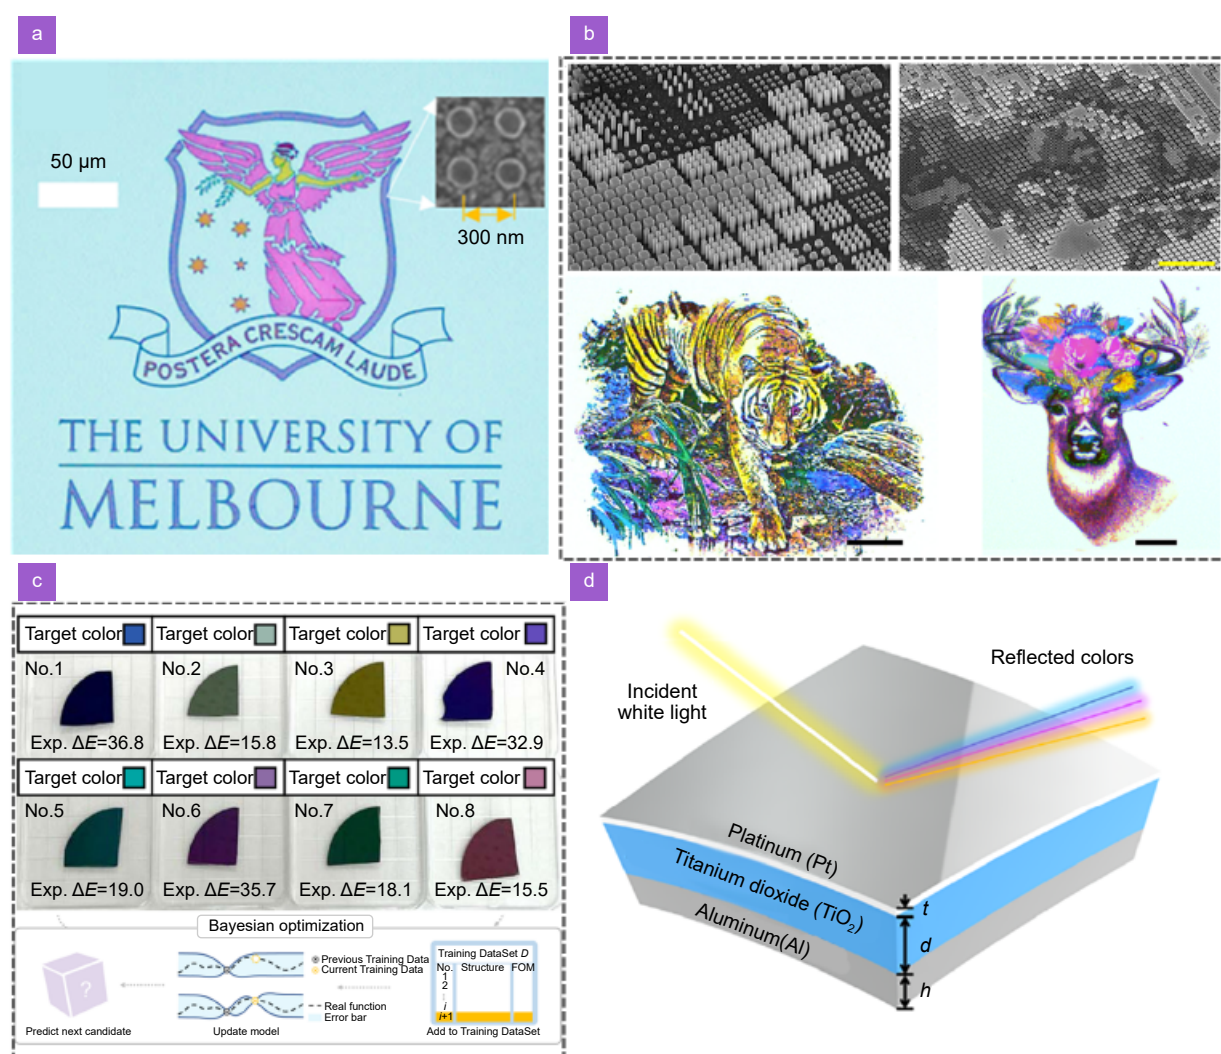 a
50 μm
300 nm
POSTERA CRESCAM LAUDE
THE UNIVERSITY OF
MELBOURNE
b
c
Target color Target color Target color Target color
No.1 No.2 No.3 No.4
Exp. ΔE=36.8 Exp. ΔE=15.8 Exp. ΔE=13.5 Exp. ΔE=32.9
Target color Target color Target color Target color
No.5 No.6 No.7 No.8
Exp. ΔE=19.0 Exp. ΔE=35.7 Exp. ΔE=18.1 Exp. ΔE=15.5
Bayesian optimization
?
Predict next candidate
Previous Training Data
Current Training Data
Real function
Error bar
Update model
Training DataSet D
No. Structure FOM
1
2
⋮
i
i+1
Add to Training DataSet
d
Incident
white light
Reflected colors
Platinum (Pt)
Titanium dioxide (TiO₂)
Aluminum(Al)
t
d
h